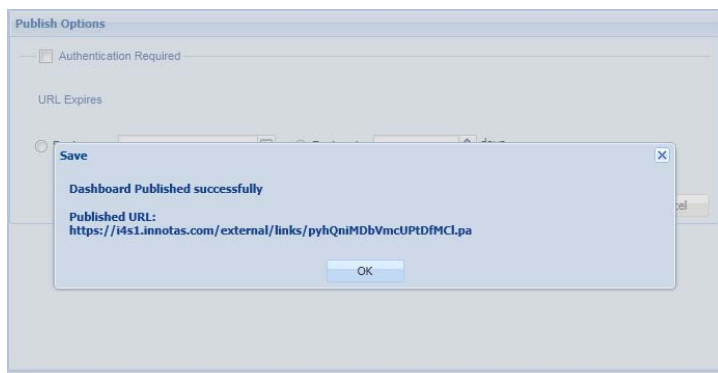 Publish Options
Authentication Required
URL Expires
days
Save
Dashboard Published successfully
Published URL:
https://i4s1.innotas.com/external/links/pyhQniMDbVmcUPtDfMCl.pa
OK